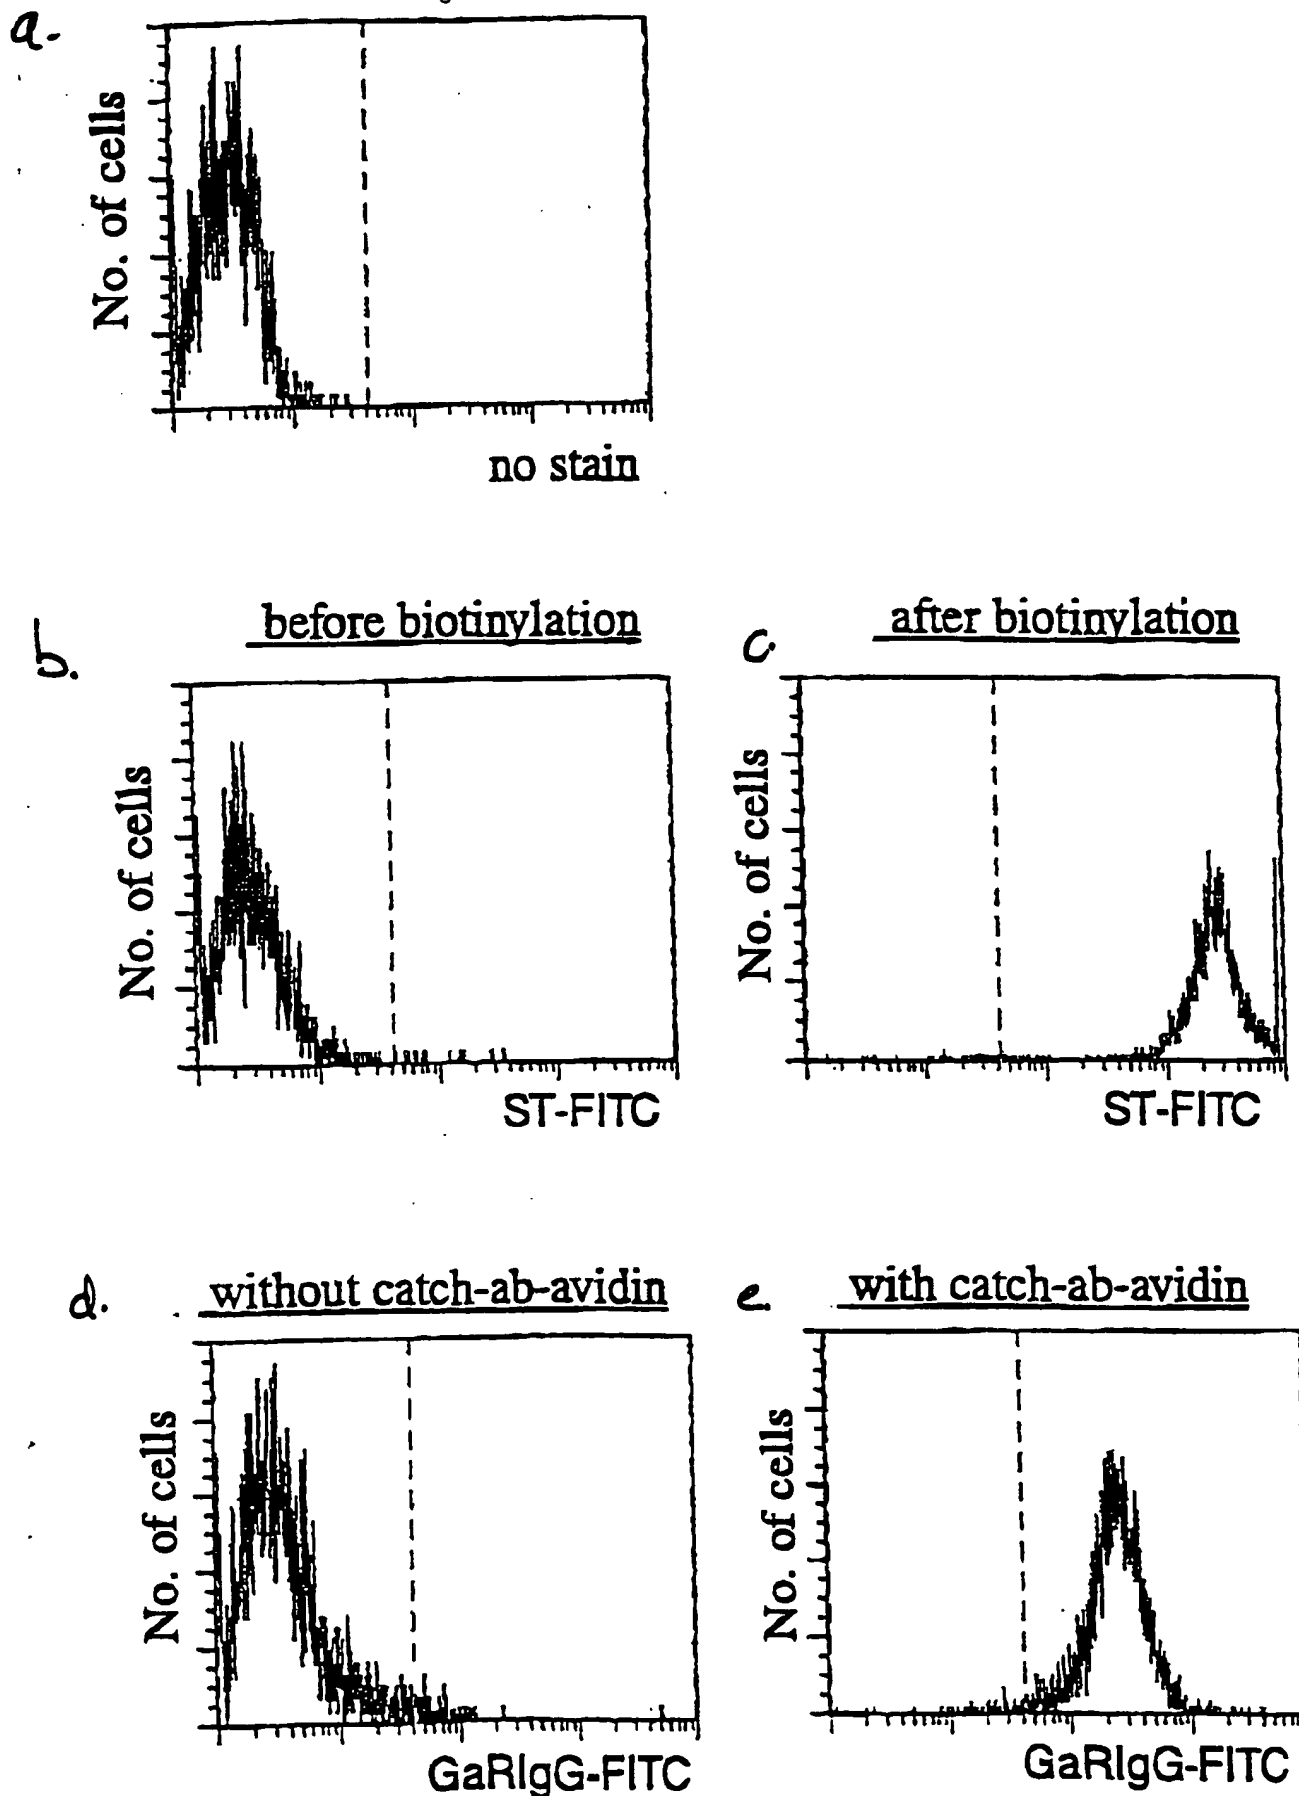 a.
No. of cells
no stain
b.
before biotinylation
No. of cells
ST-FITC
c.
after biotinylation
No. of cells
ST-FITC
d.
without catch-ab-avidin
No. of cells
GaRIgG-FITC
e.
with catch-ab-avidin
No. of cells
GaRIgG-FITC